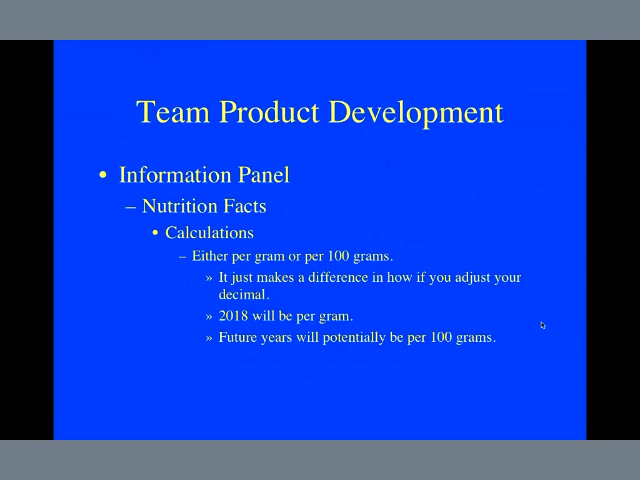 Team Product Development
• Information Panel
– Nutrition Facts
• Calculations
– Either per gram or per 100 grams.
» It just makes a difference in how if you adjust your
decimal.
» 2018 will be per gram.
» Future years will potentially be per 100 grams.